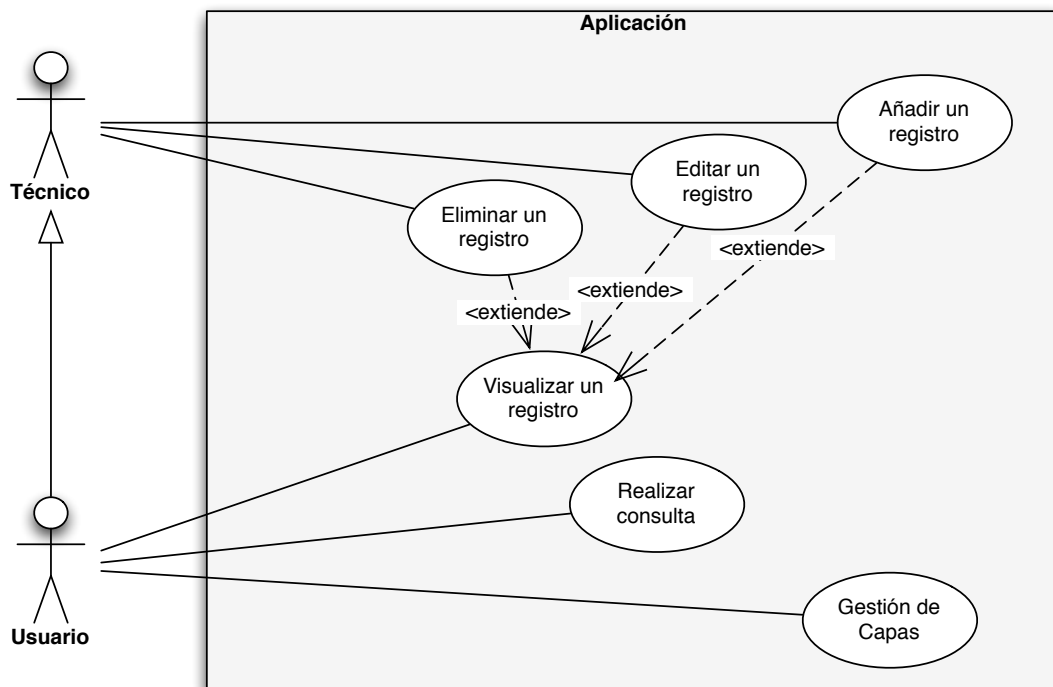 Aplicación
Añadir un
registro
Editar un
registro
Técnico
Eliminar un
registro
<extiende>
<extiende>
<extiende>
Visualizar un
registro
Realizar
consulta
Gestión de
Capas
Usuario